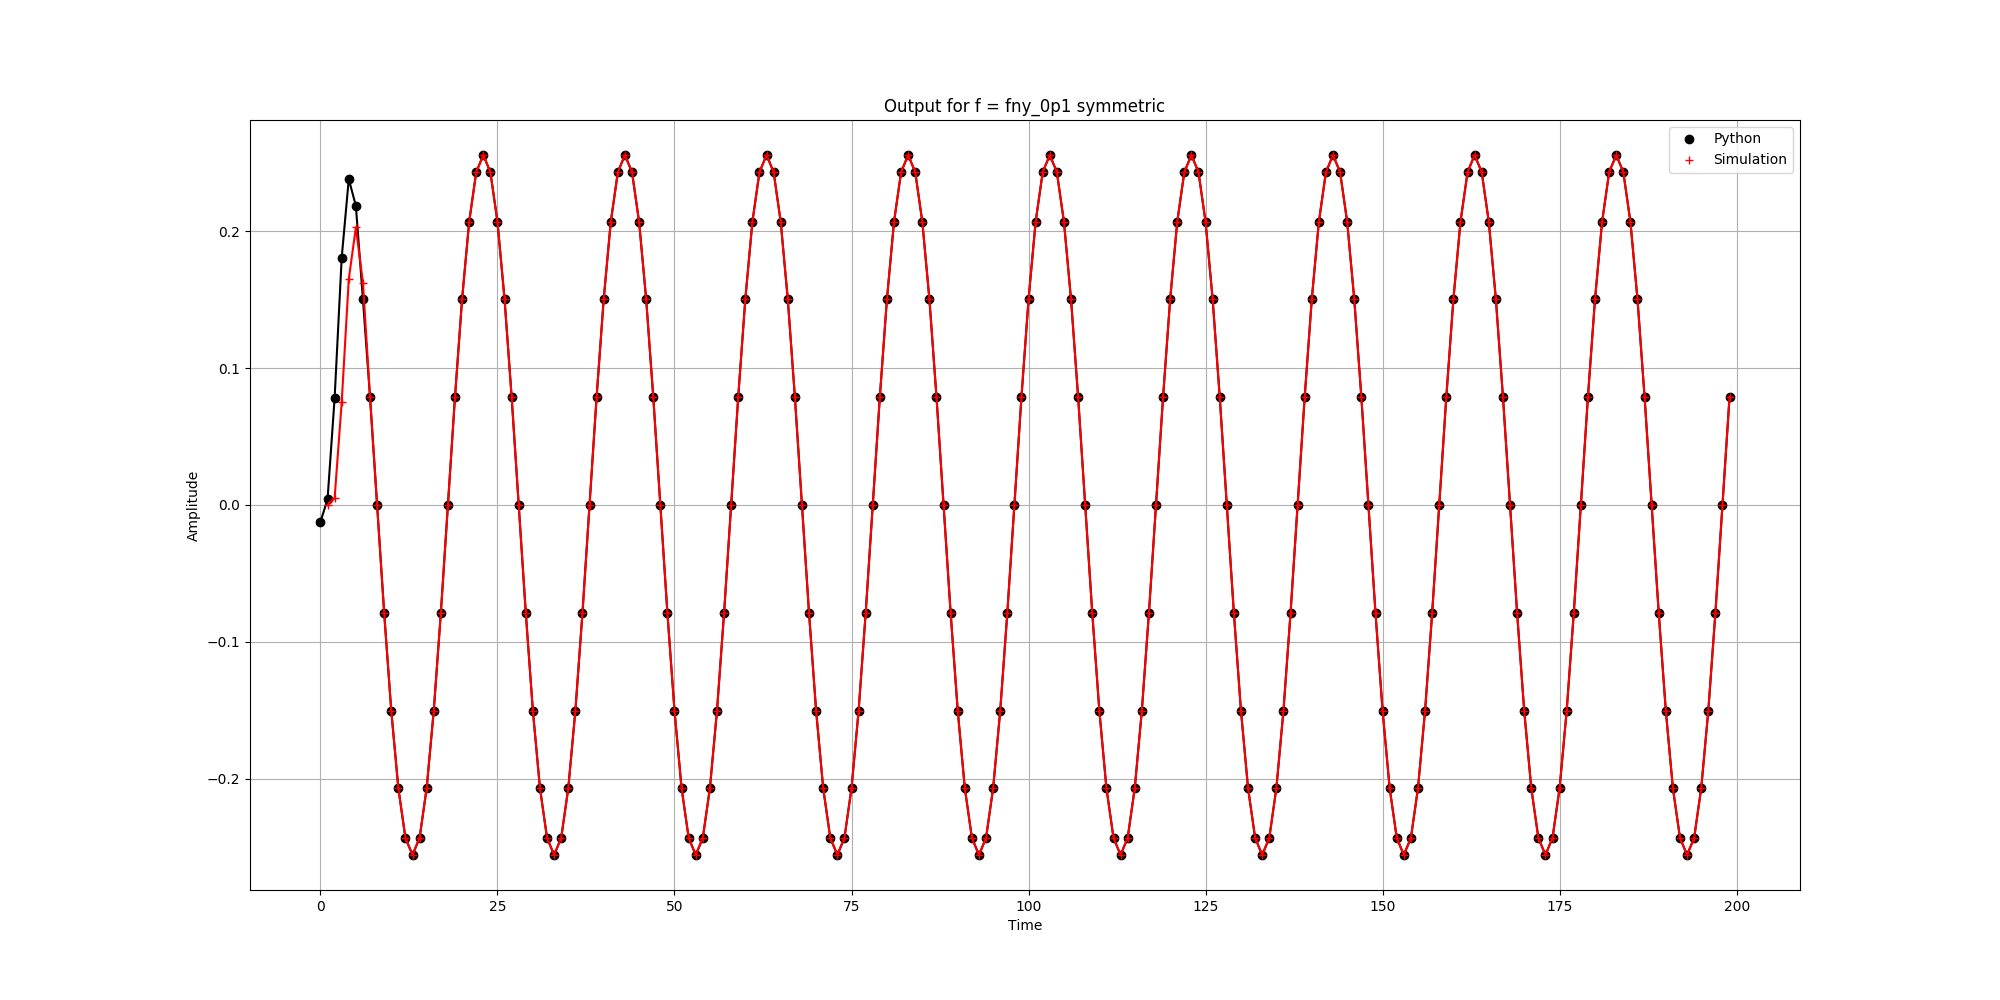 Output for f = fny_0p1 symmetric
Python
Simulation
Amplitude
0.2
0.1
0.0
−0.1
−0.2
0 25 50 75 100 125 150 175 200
Time